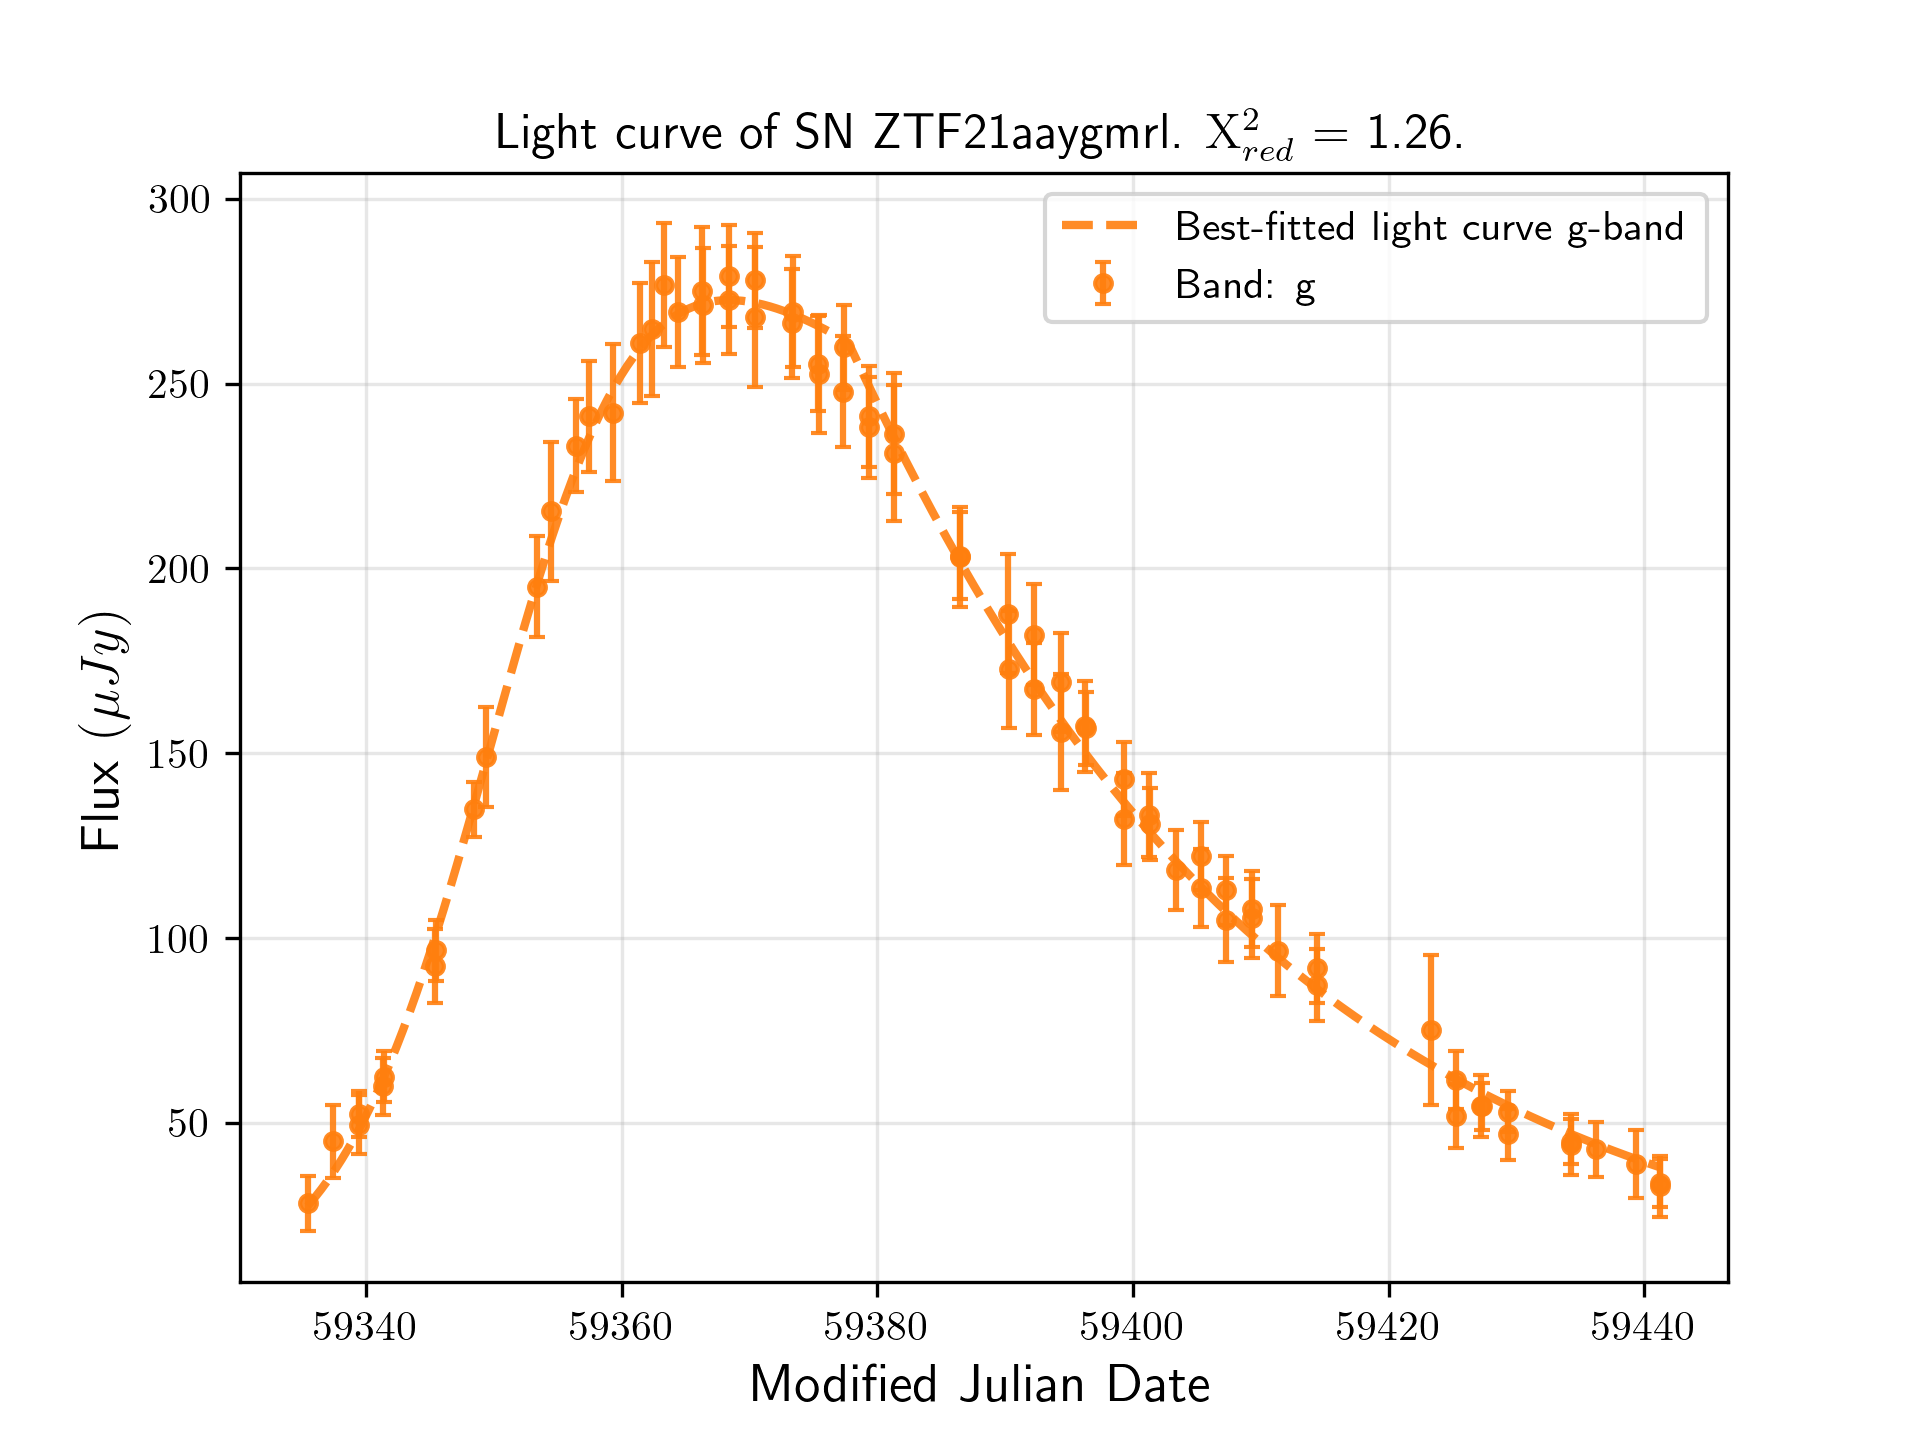 Light curve of SN ZTF21aaygmrl. X²_red = 1.26.
Best-fitted light curve g-band
Band: g
300
250
200
150
100
50
Flux (μJy)
59340 59360 59380 59400 59420 59440
Modified Julian Date